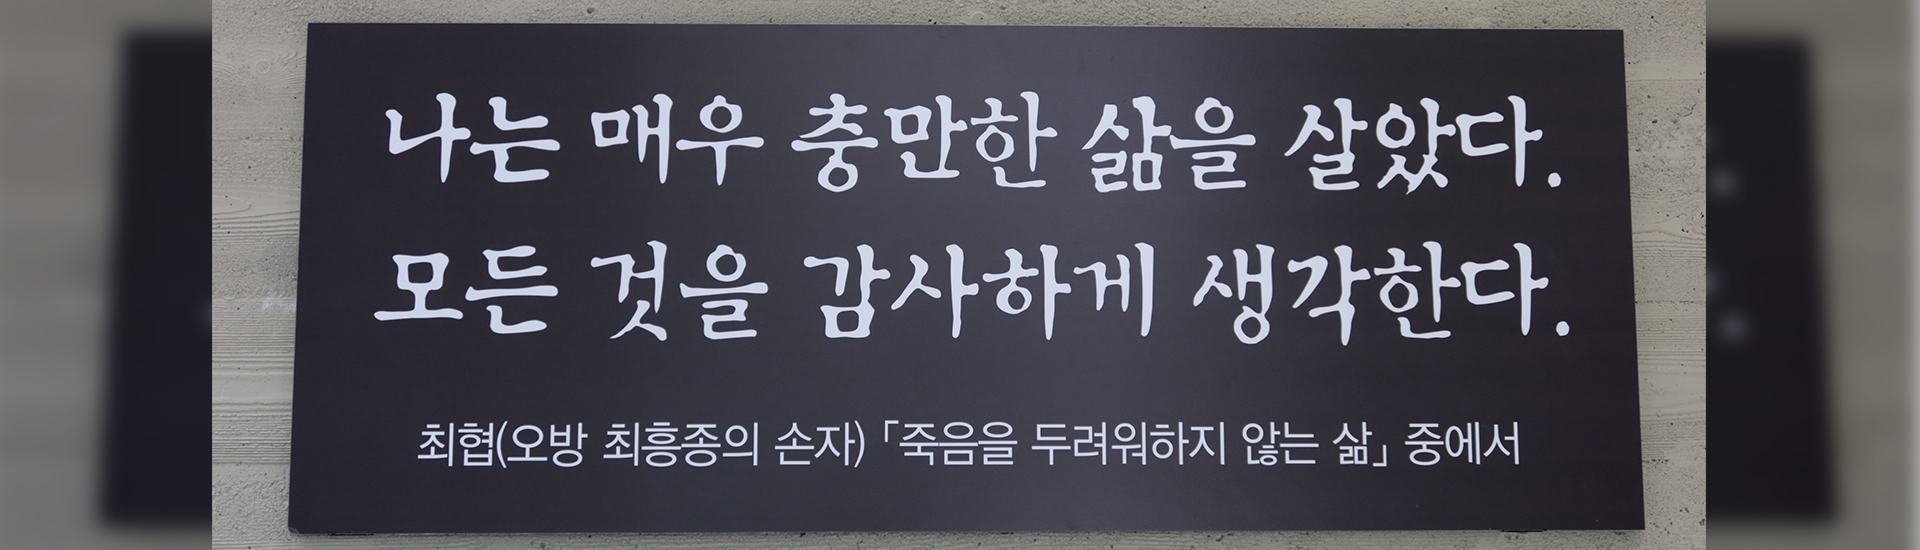 나는 매우 충만한 삶을 살았다.
모든 것을 감사하게 생각한다.
최협(오방 최흥종의 손자) 「죽음을 두려워하지 않는 삶」 중에서